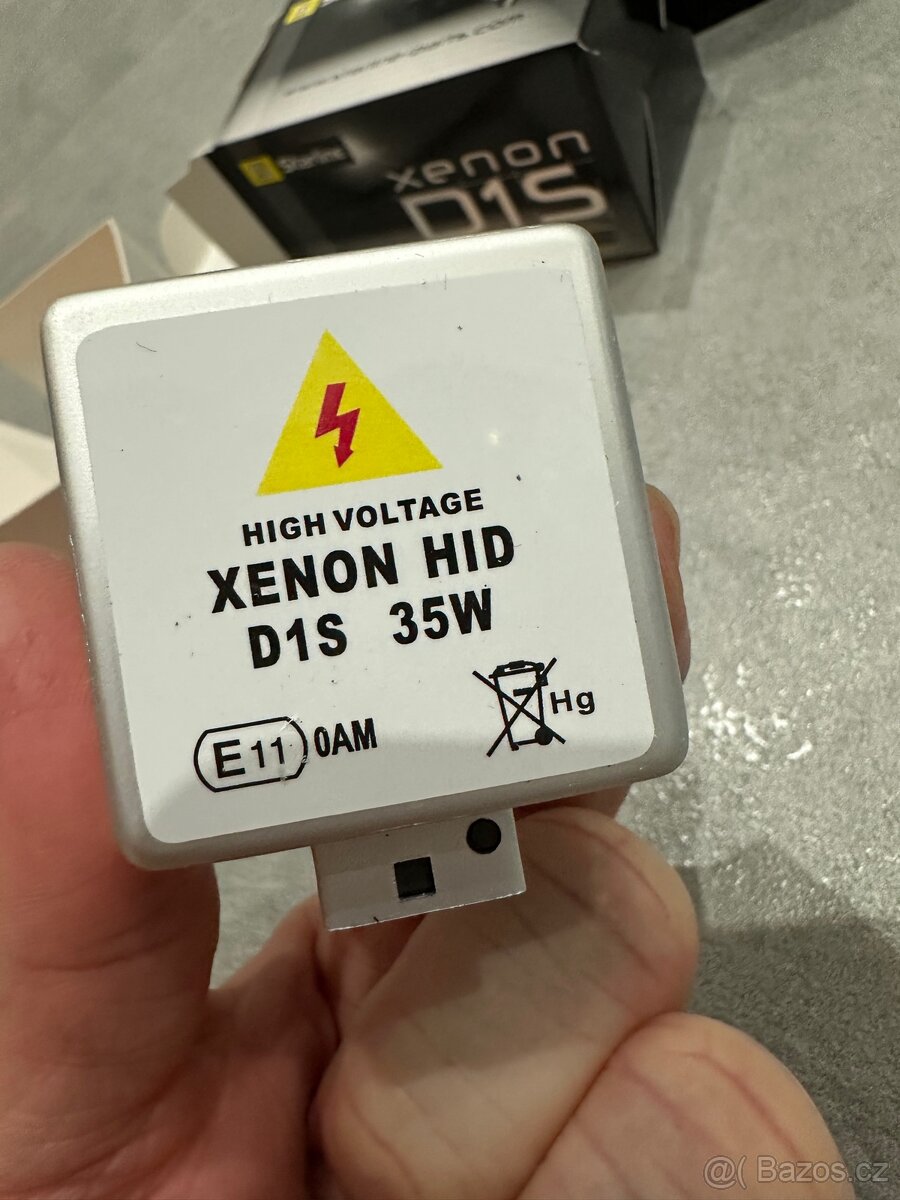 Starline
xenon
D1S
HIGH VOLTAGE
XENON HID
D1S 35W
E11 0AM
Hg
@( Bazos.cz